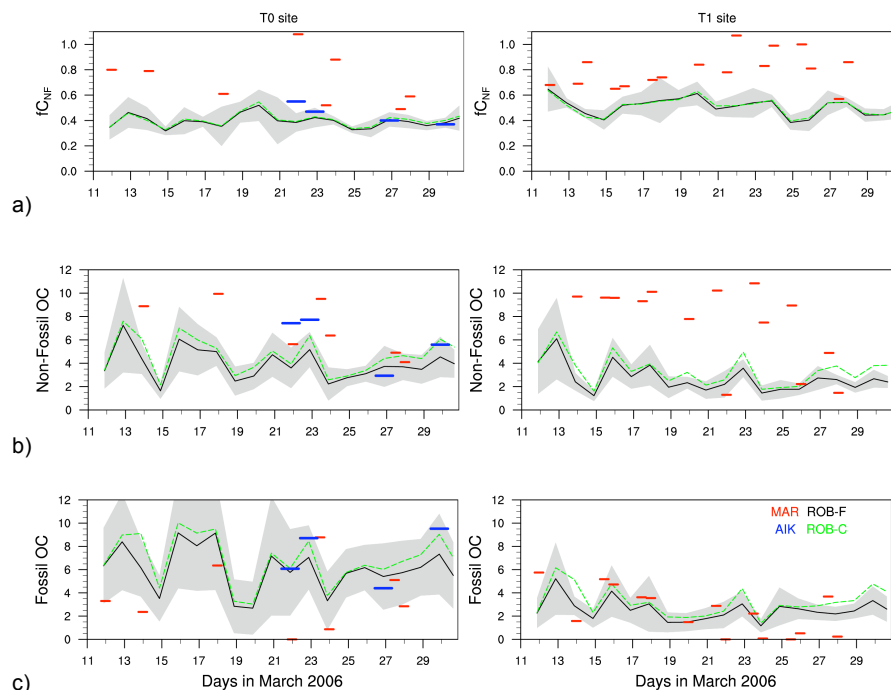 T0 site
T1 site
fC_NF
1.0
0.8
0.6
0.4
0.2
0.0
11 13 15 17 19 21 23 25 27 29
1.0
0.8
0.6
0.4
0.2
0.0
11 13 15 17 19 21 23 25 27 29
fC_NF
a)
Non-Fossil OC
12
10
8
6
4
2
0
11 13 15 17 19 21 23 25 27 29
Non-Fossil OC
12
10
8
6
4
2
0
11 13 15 17 19 21 23 25 27 29
b)
Fossil OC
12
10
8
6
4
2
0
11 13 15 17 19 21 23 25 27 29
Days in March 2006
Fossil OC
12
10
8
6
4
2
0
MAR ROB-F
AIK ROB-C
11 13 15 17 19 21 23 25 27 29
Days in March 2006
c)